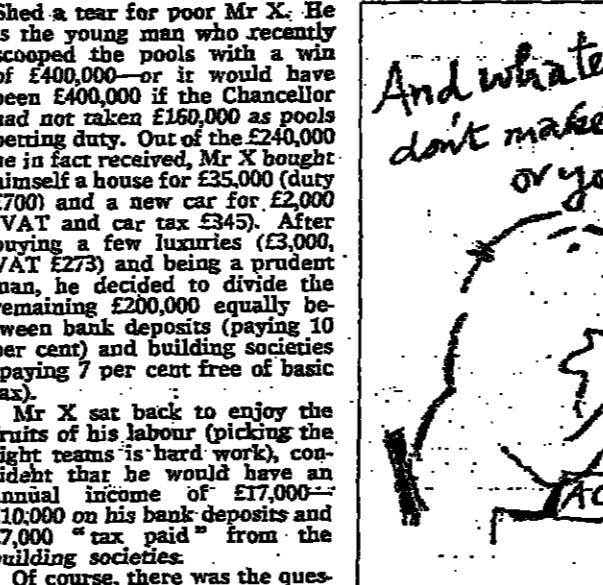 Shed a tear for poor Mr X. He
is the young man who recently
scooped the pools with a win
of £400,000—or it would have
been £400,000 if the Chancellor
had not taken £160,000 as pools
betting duty. Out of the £240,000
he in fact received, Mr X bought
himself a house for £35,000 (duty
£700) and a new car for £2,000
(VAT and car tax £345). After
buying a few luxuries (£3,000,
VAT £273) and being a prudent
man, he decided to divide the
remaining £200,000 equally be-
tween bank deposits (paying 10
per cent) and building societies
(paying 7 per cent free of basic
tax).
Mr X sat back to enjoy the
fruits of his labour (picking the
right teams is hard work), con-
fident that he would have an
annual income of £17,000—
£10,000 on his bank deposits and
£7,000 "tax paid" from the
building societies.
Of course, there was the ques-
And whate
don't make
or yo
AC